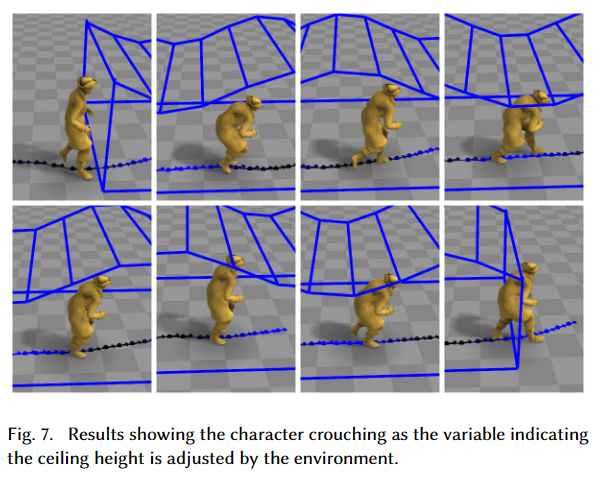 Fig. 7. Results showing the character crouching as the variable indicating
the ceiling height is adjusted by the environment.